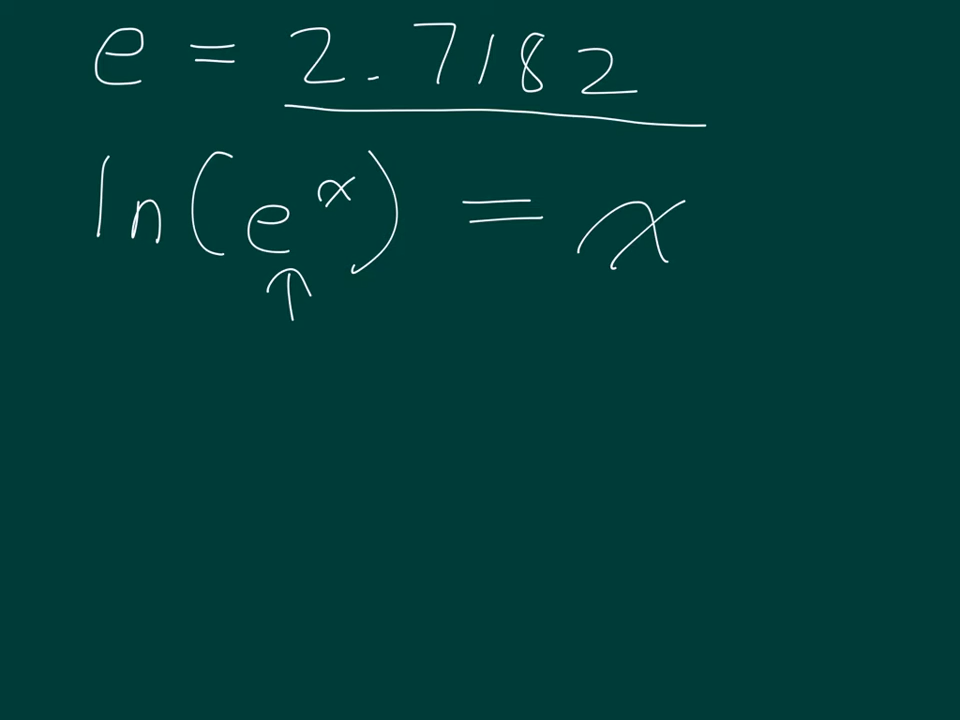 e = 2.7182
ln(e^x) = x
↑